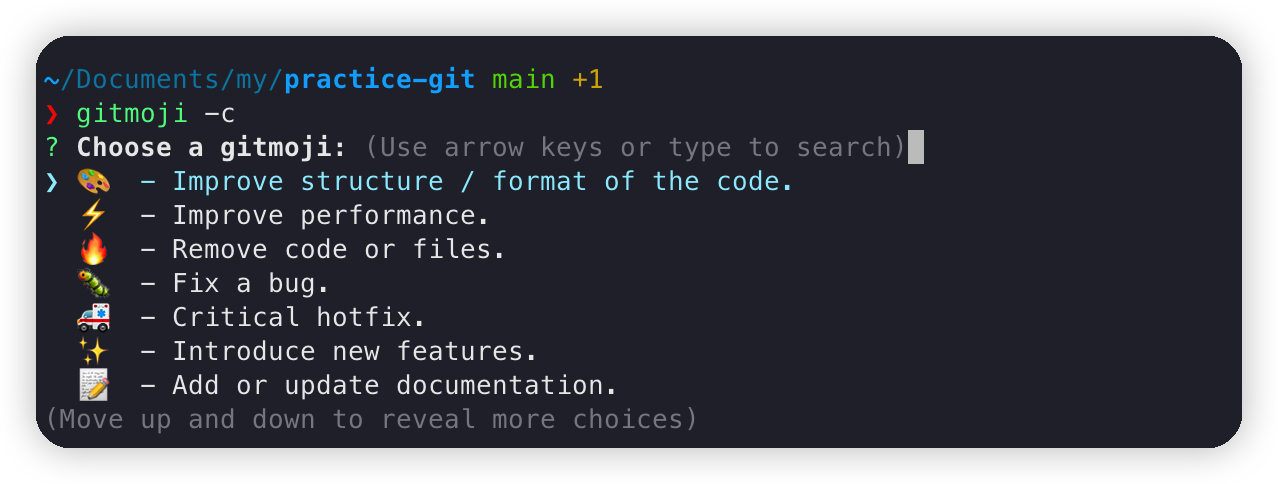 ~/Documents/my/practice-git main +1
❯ gitmoji -c
? Choose a gitmoji: (Use arrow keys or type to search)
❯ 🎨  - Improve structure / format of the code.
⚡️  - Improve performance.
🔥  - Remove code or files.
🐛  - Fix a bug.
🚑️  - Critical hotfix.
✨  - Introduce new features.
📝  - Add or update documentation.
(Move up and down to reveal more choices)